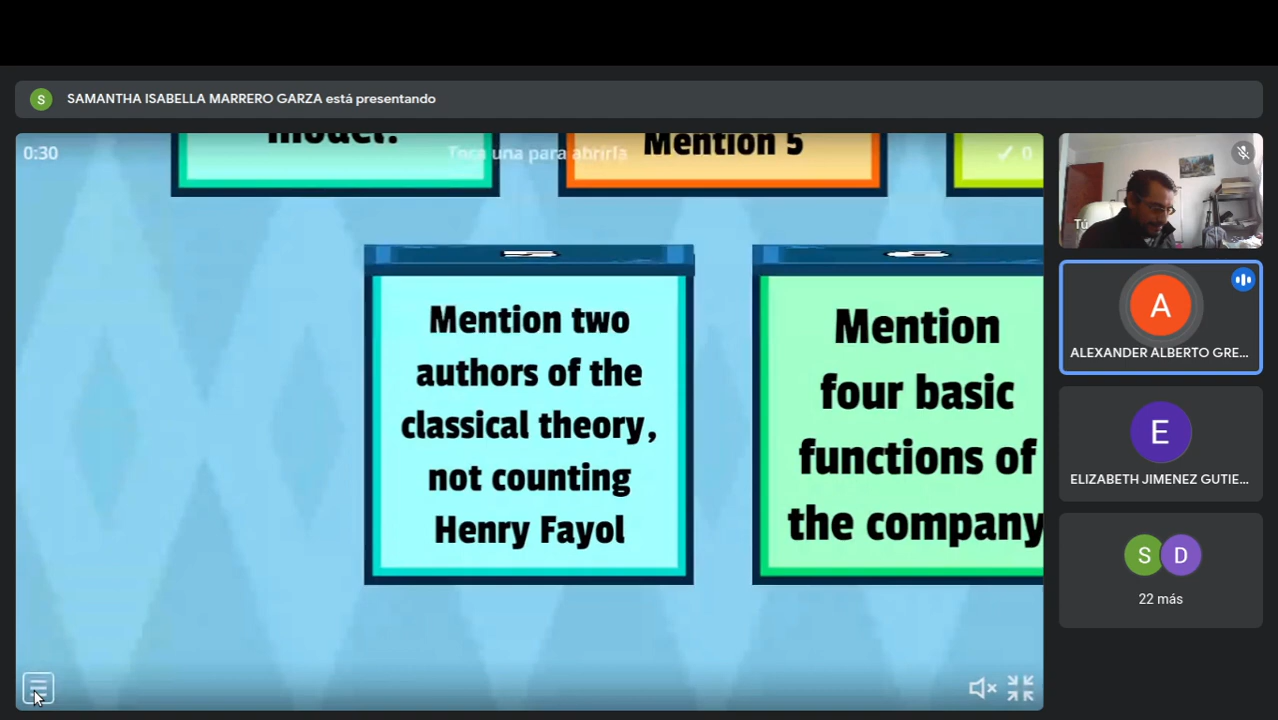 S SAMANTHA ISABELLA MARRERO GARZA está presentando
0:30
Toca una para abrirla
✓ 0
model?
Mention 5
Mention two
authors of the
classical theory,
not counting
Henry Fayol
Mention
four basic
functions of
the company
Tú
A
ALEXANDER ALBERTO GRE...
E
ELIZABETH JIMENEZ GUTIE...
S D
22 más